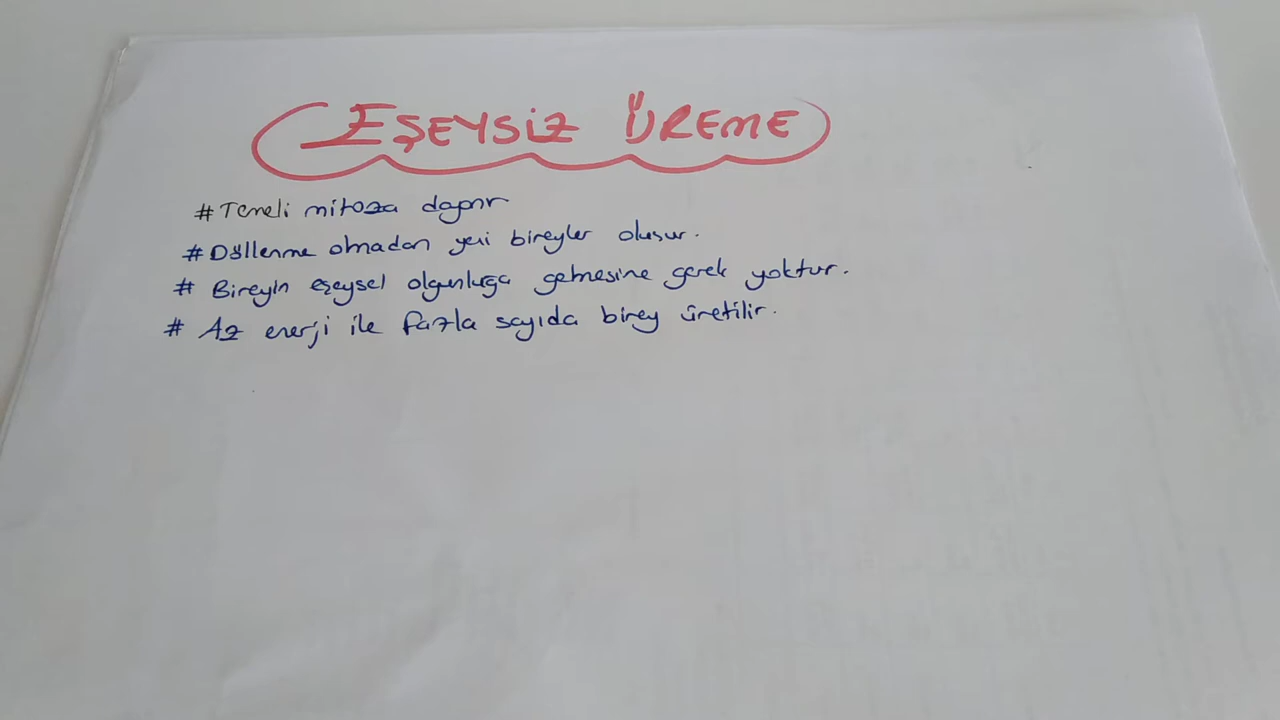 EŞEYSİZ ÜREME
# Temeli mitoza dayanır
# Döllenme olmadan yeni bireyler oluşur.
# Bireyin eşeysel olgunluğa gelmesine gerek yoktur.
# Az enerji ile fazla sayıda birey üretilir.